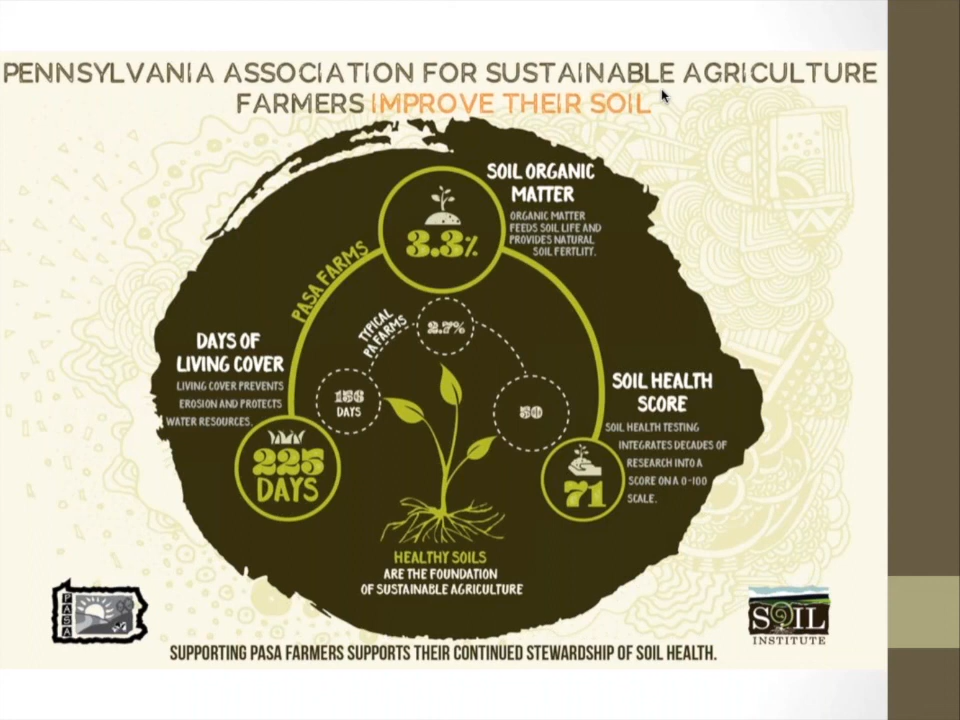 PENNSYLVANIA ASSOCIATION FOR SUSTAINABLE AGRICULTURE
FARMERS IMPROVE THEIR SOIL
SOIL ORGANIC
MATTER
ORGANIC MATTER
FEEDS SOIL LIFE AND
PROVIDES NATURAL
SOIL FERTLITY.
3.3%
PASA FARMS
TYPICAL
PA FARMS
2.7%
DAYS OF
LIVING COVER
LIVING COVER PREVENTS
EROSION AND PROTECTS
WATER RESOURCES.
DAYS
50
225
DAYS
SOIL HEALTH
SCORE
SOIL HEALTH TESTING
INTEGRATES DECADES OF
RESEARCH INTO A
SCORE ON A 0-100
SCALE.
71
HEALTHY SOILS
ARE THE FOUNDATION
OF SUSTAINABLE AGRICULTURE
PASA
SOIL
INSTITUTE
SUPPORTING PASA FARMERS SUPPORTS THEIR CONTINUED STEWARDSHIP OF SOIL HEALTH.